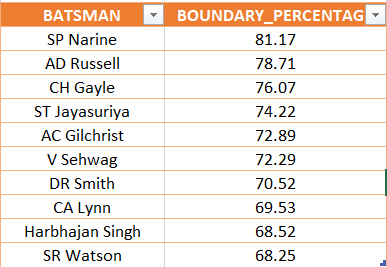 BATSMAN BOUNDARY_PERCENTAG
SP Narine 81.17
AD Russell 78.71
CH Gayle 76.07
ST Jayasuriya 74.22
AC Gilchrist 72.89
V Sehwag 72.29
DR Smith 70.52
CA Lynn 69.53
Harbhajan Singh 68.52
SR Watson 68.25